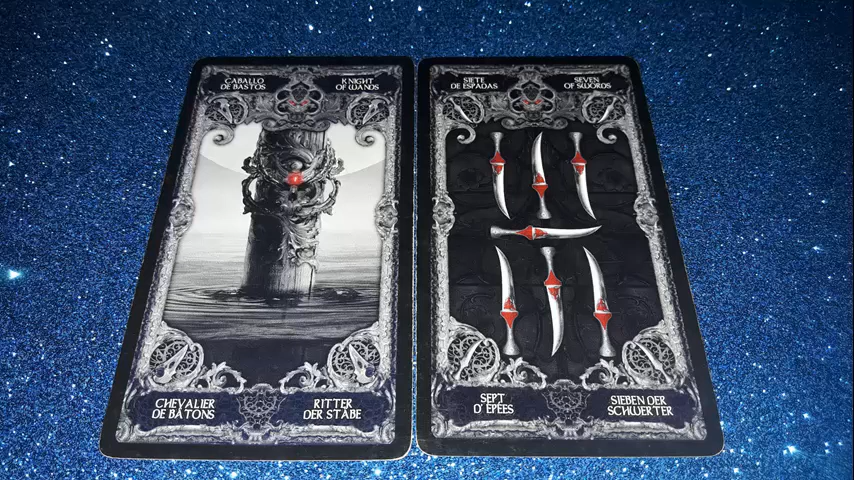 CABALLO
DE BASTOS
KNIGHT
OF WANDS
CHEVALIER
DE BÂTONS
RITTER
DER STÄBE
SIETE
DE ESPADAS
SEVEN
OF SWORDS
SEPT
D' ÉPÉES
SIEBEN DER
SCHWERTER